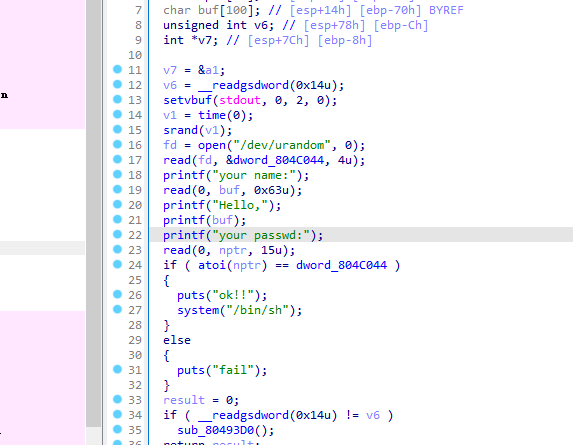 n
7 char buf[100]; // [esp+14h] [ebp-70h] BYREF
8 unsigned int v6; // [esp+78h] [ebp-Ch]
9 int *v7; // [esp+7Ch] [ebp-8h]
10
11 v7 = &a1;
12 v6 = __readgsdword(0x14u);
13 setvbuf(stdout, 0, 2, 0);
14 v1 = time(0);
15 srand(v1);
16 fd = open("/dev/urandom", 0);
17 read(fd, &dword_804C044, 4u);
18 printf("your name:");
19 read(0, buf, 0x63u);
20 printf("Hello,");
21 printf(buf);
22 printf("your passwd:");
23 read(0, nptr, 15u);
24 if ( atoi(nptr) == dword_804C044 )
25 {
26 puts("ok!!");
27 system("/bin/sh");
28 }
29 else
30 {
31 puts("fail");
32 }
33 result = 0;
34 if ( __readgsdword(0x14u) != v6 )
35 sub_80493D0();
36 return result;